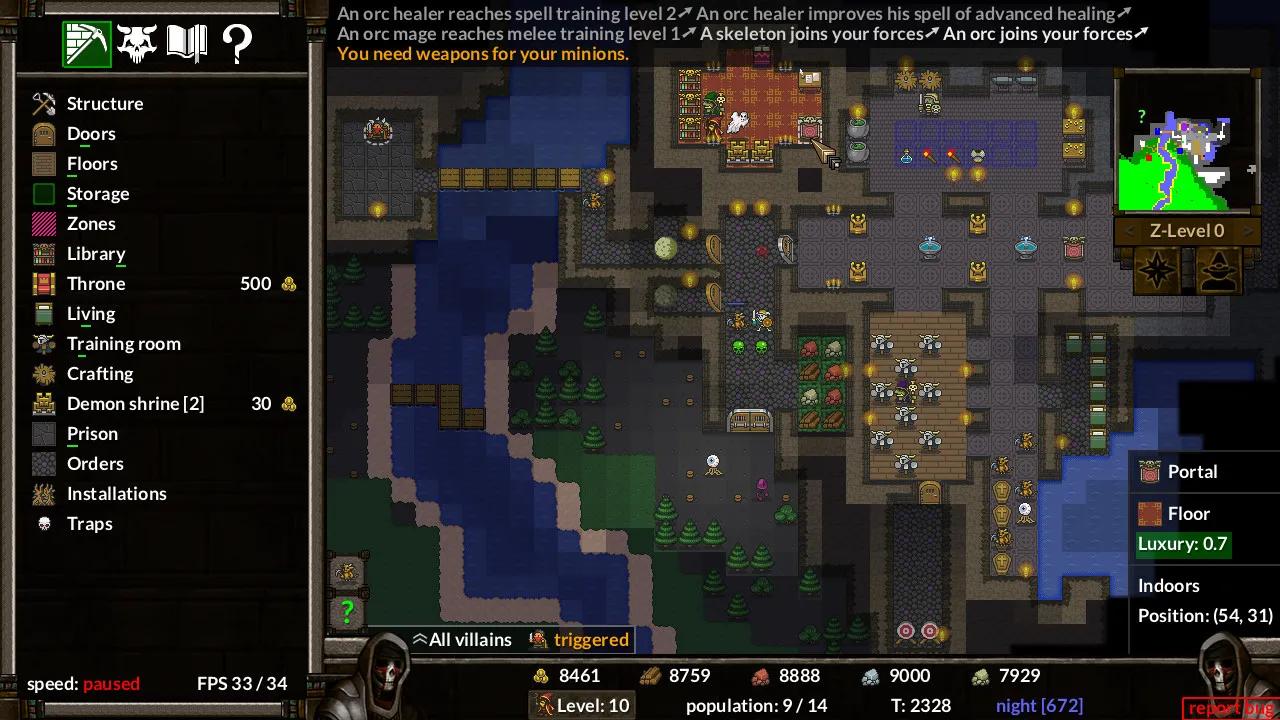 An orc healer reaches spell training level 2 An orc healer improves his spell of advanced healing
An orc mage reaches melee training level 1 A skeleton joins your forces An orc joins your forces
You need weapons for your minions.
Structure
Doors
Floors
Storage
Zones
Library
Throne 500
Living
Training room
Crafting
Demon shrine [2] 30
Prison
Orders
Installations
Traps
speed: paused FPS 33 / 34
?
Z-Level 0
Portal
Floor
Luxury: 0.7
Indoors
Position: (54, 31)
?
All villains triggered
8461 8759 8888 9000 7929
Level: 10 population: 9 / 14 T: 2328 night [672]
report bug